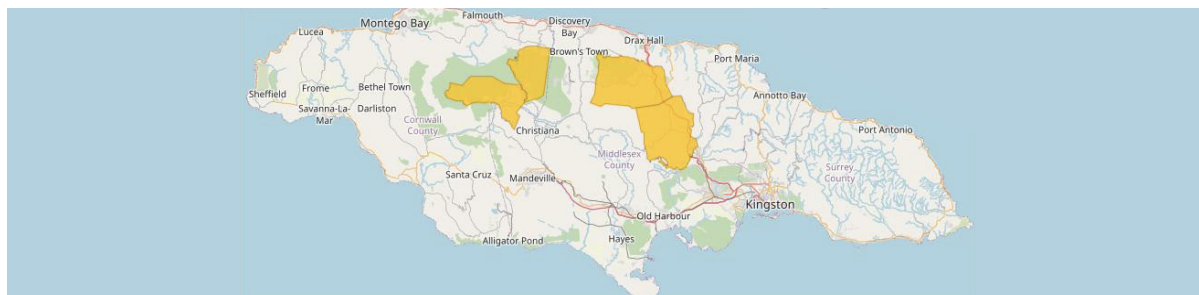 Montego Bay
Falmouth
Discovery
Bay
Lucea
Drax Hall
Brown's Town
Port Maria
Sheffield
Frome
Bethel Town
Savanna-La-
Mar
Darliston
Annotto Bay
Cornwall
County
Christiana
Port Antonio
Middlesex
County
Surrey
County
Santa Cruz
Mandeville
Kingston
Old Harbour
Alligator Pond
Hayes